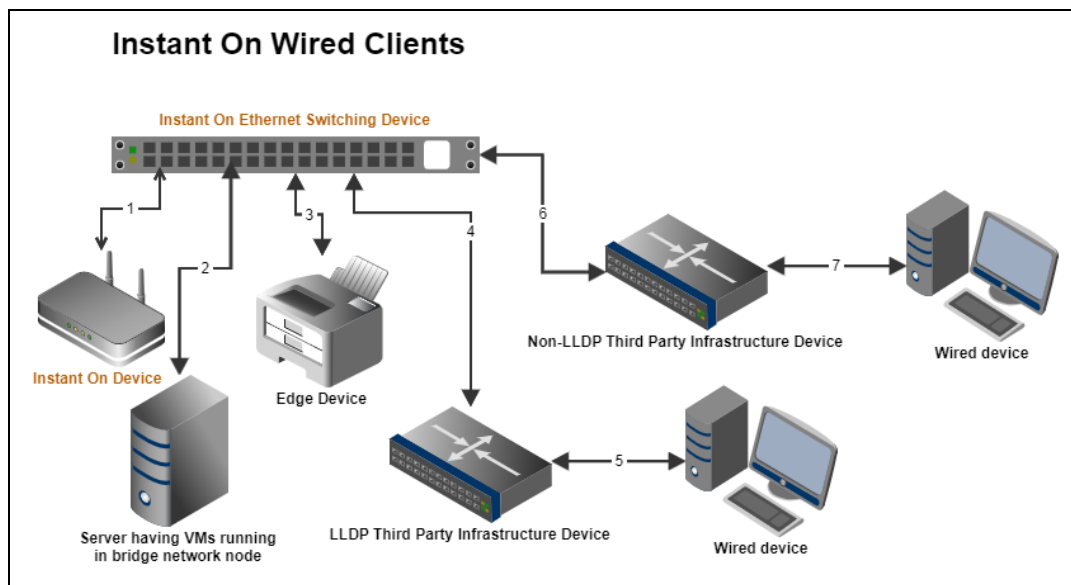 Instant On Wired Clients
Instant On Ethernet Switching Device
1
2
3
4
6
7
Non-LLDP Third Party Infrastructure Device
Wired device
Instant On Device
Edge Device
5
Server having VMs running
in bridge network node
LLDP Third Party Infrastructure Device
Wired device